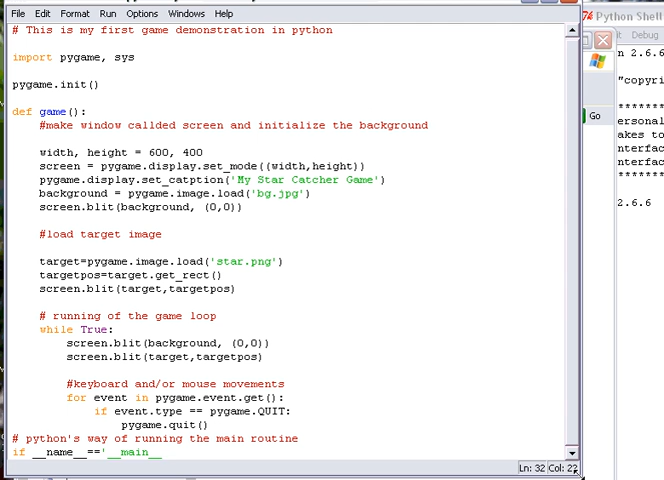 File Edit Format Run Options Windows Help
# This is my first game demonstration in python
import pygame, sys
pygame.init()
def game():
#make window callded screen and initialize the background
width, height = 600, 400
screen = pygame.display.set_mode((width,height))
pygame.display.set_catption('My Star Catcher Game')
background = pygame.image.load('bg.jpg')
screen.blit(background, (0,0))
#load target image
target=pygame.image.load('star.png')
targetpos=target.get_rect()
screen.blit(target,targetpos)
# running of the game loop
while True:
screen.blit(background, (0,0))
screen.blit(target,targetpos)
#keyboard and/or mouse movements
for event in pygame.event.get():
if event.type == pygame.QUIT:
pygame.quit()
# python's way of running the main routine
if __name__=='__main__
Ln: 32 Col: 22
Python Shell
Debug
n 2.6.6
"copyri
*******
ersonal
akes to
Go
nterfac
nterfac
*******
2.6.6